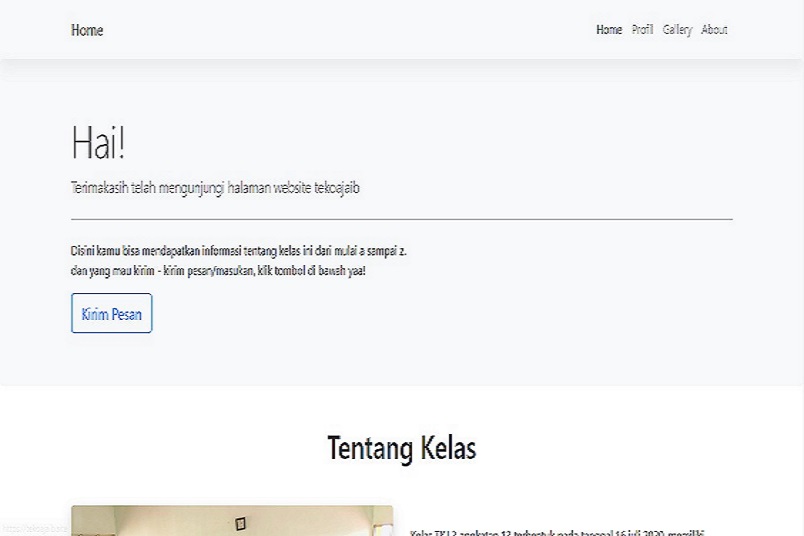 Home
Home Profil Gallery About
Hai!
Terimakasih telah mengunjungi halaman website tekoajaib
Disini kamu bisa mendapatkan informasi tentang kelas ini dari mulai a sampai z.
dan yang mau kirim - kirim pesan/masukan, klik tombol di bawah yaa!
Kirim Pesan
Tentang Kelas
Kelas TKJ 3 angkatan 13 terbentuk pada tanggal 16 juli 2020, memiliki